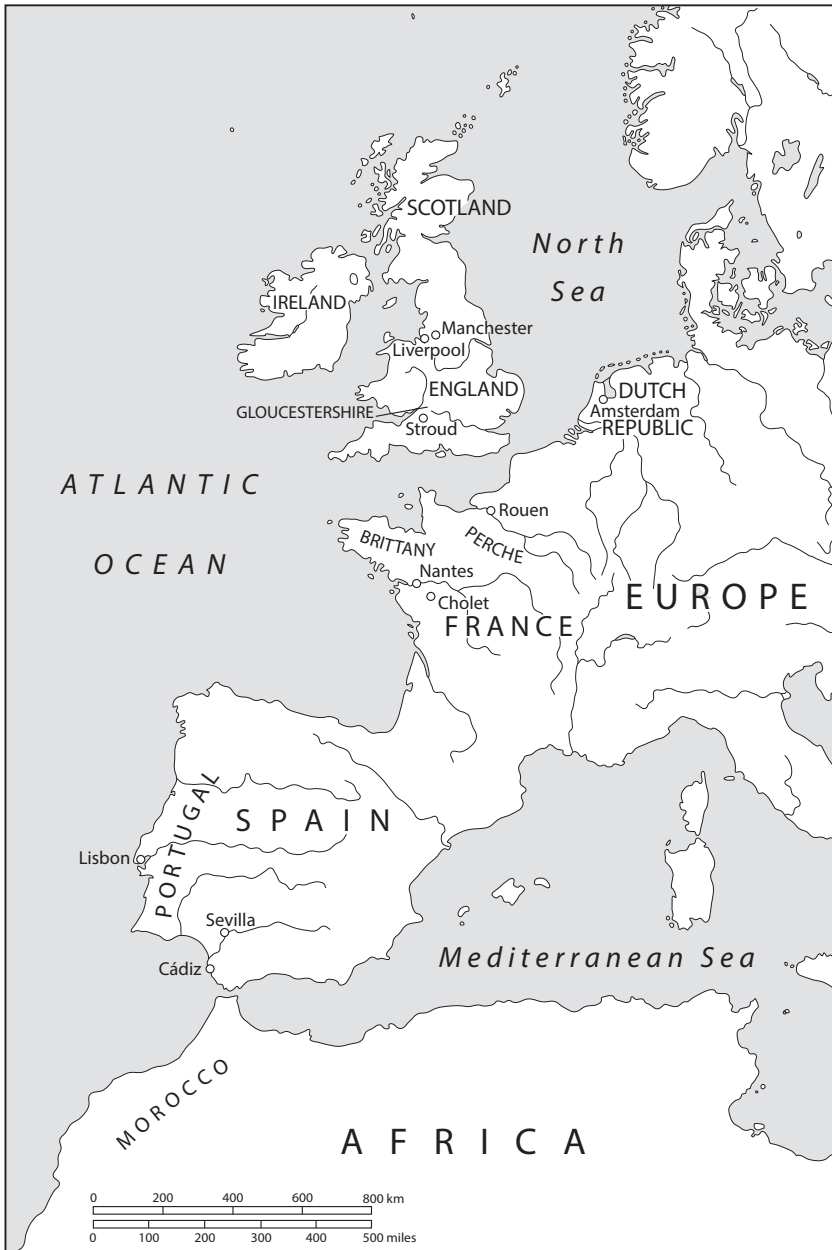 SCOTLAND
North
Sea
IRELAND
Manchester
Liverpool
ENGLAND
DUTCH
GLOUCESTERSHIRE
Amsterdam
Stroud
REPUBLIC
ATLANTIC
OCEAN
Rouen
PERCHE
BRITTANY
Nantes
Cholet
EUROPE
FRANCE
PORTUGAL
SPAIN
Lisbon
Sevilla
Cádiz
Mediterranean Sea
MOROCCO
AFRICA
0 200 400 600 800 km
0 100 200 300 400 500 miles